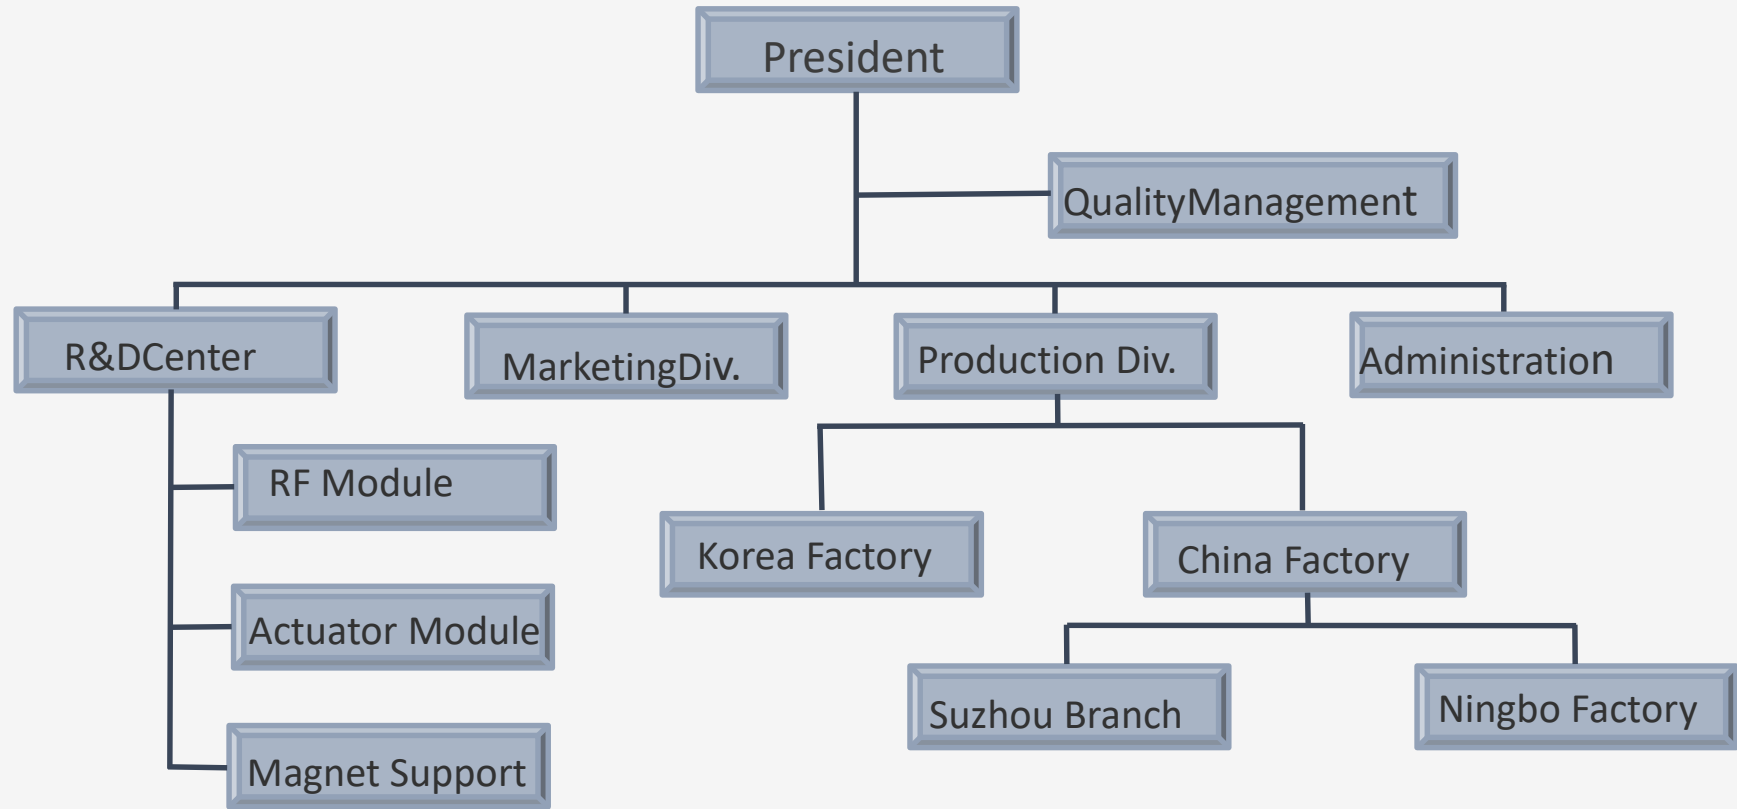 President
QualityManagement
R&DCenter
MarketingDiv.
Production Div.
Administration
RF Module
Korea Factory
China Factory
Actuator Module
Suzhou Branch
Ningbo Factory
Magnet Support